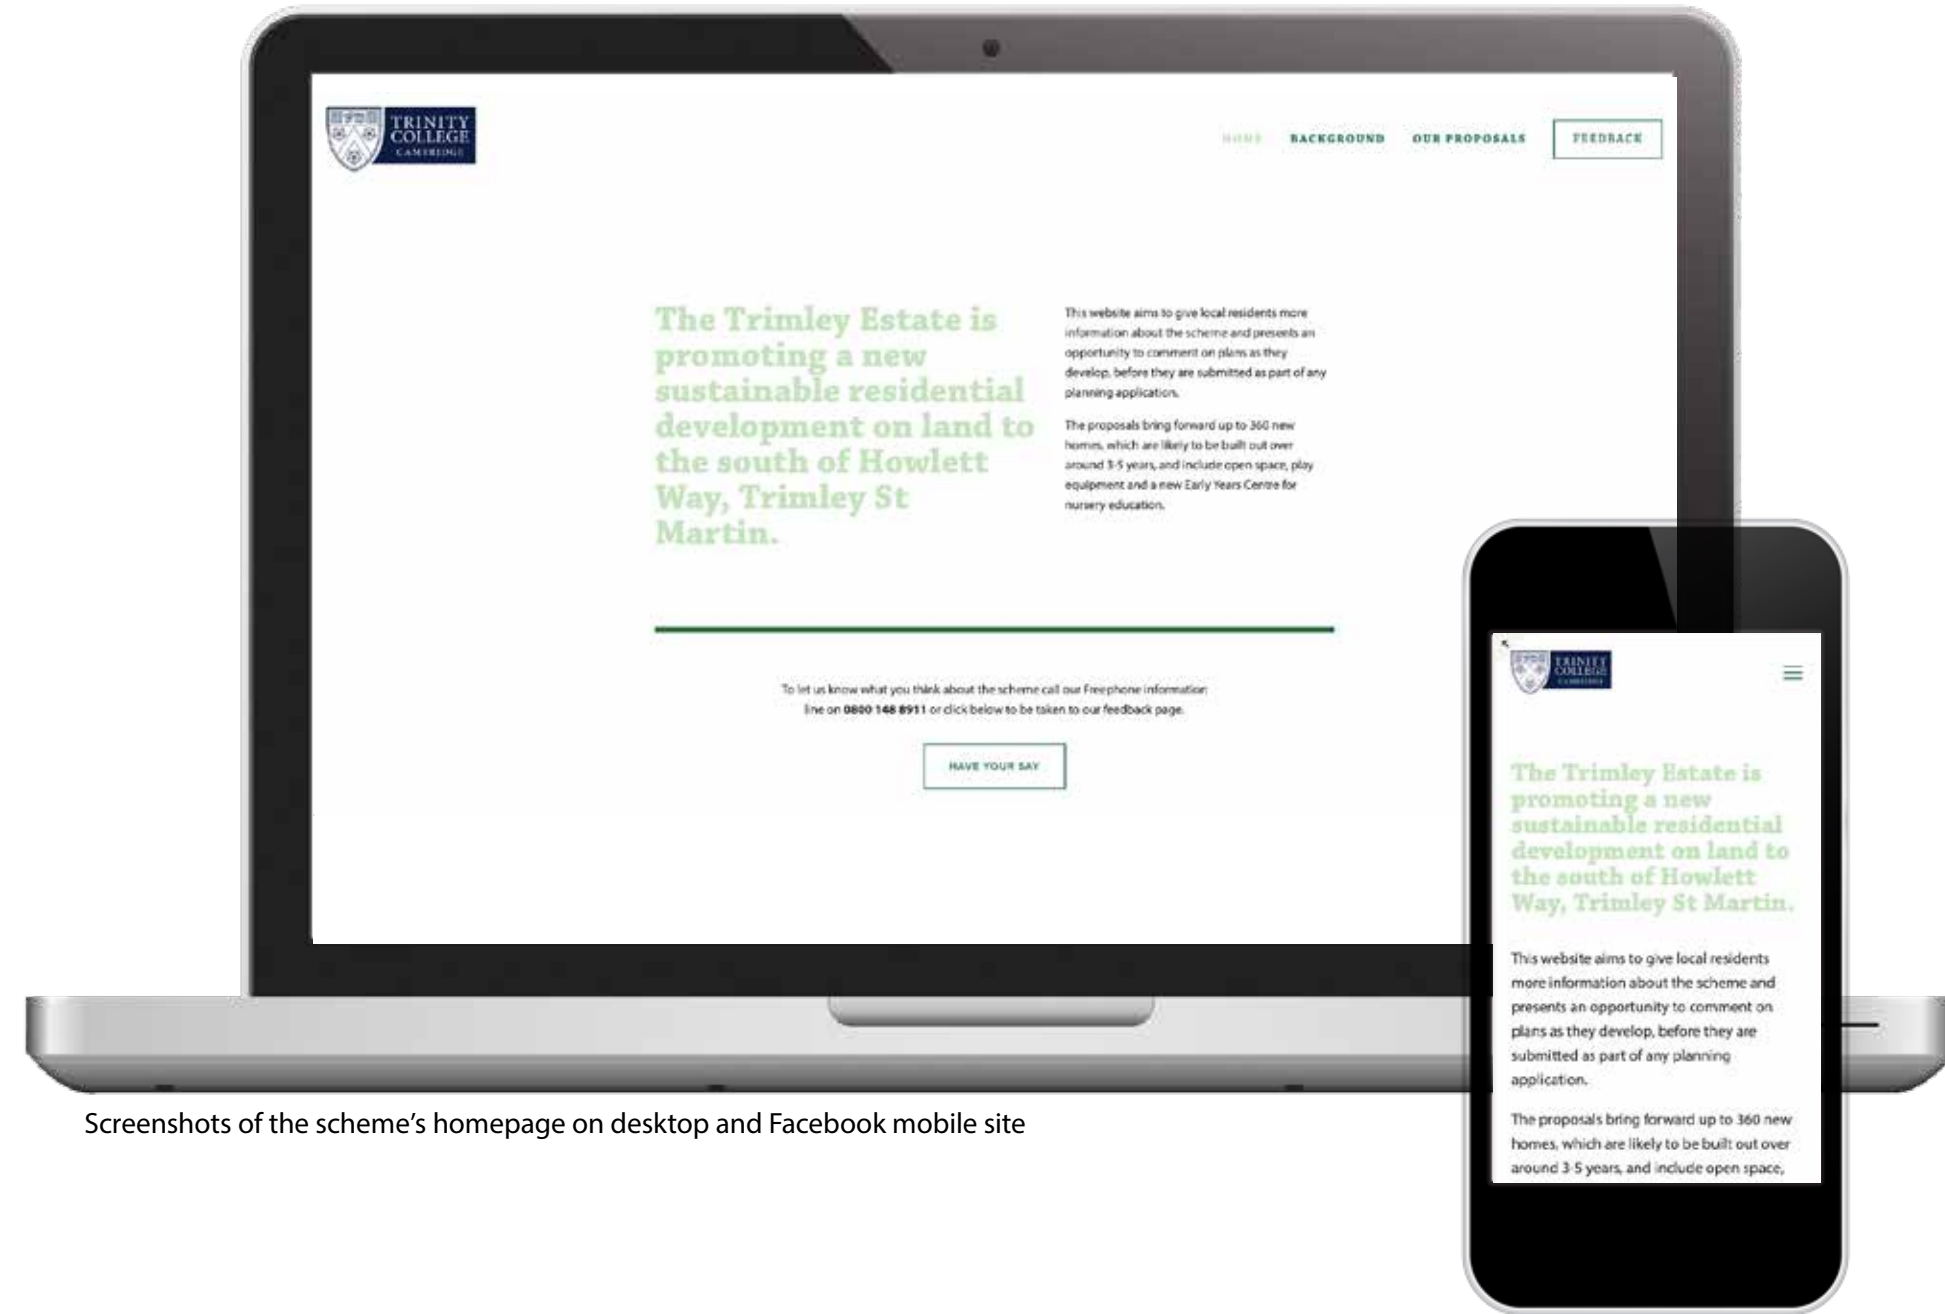 TRINITY
COLLEGE
CAMBRIDGE
HOME
BACKGROUND
OUR PROPOSALS
FEEDBACK
The Trimley Estate is
promoting a new
sustainable residential
development on land to
the south of Howlett
Way, Trimley St
Martin.
This website aims to give local residents more
information about the scheme and presents an
opportunity to comment on plans as they
develop, before they are submitted as part of any
planning application.
The proposals bring forward up to 360 new
homes, which are likely to be built out over
around 3-5 years, and include open space, play
equipment and a new Early Years Centre for
nursery education.
To let us know what you think about the scheme call our Freephone information
line on 0800 148 8911 or click below to be taken to our feedback page.
HAVE YOUR SAY
TRINITY
COLLEGE
CAMBRIDGE
The Trimley Estate is
promoting a new
sustainable residential
development on land to
the south of Howlett
Way, Trimley St Martin.
This website aims to give local residents
more information about the scheme and
presents an opportunity to comment on
plans as they develop, before they are
submitted as part of any planning
application.
The proposals bring forward up to 360 new
homes, which are likely to be built out over
around 3-5 years, and include open space,
Screenshots of the scheme’s homepage on desktop and Facebook mobile site